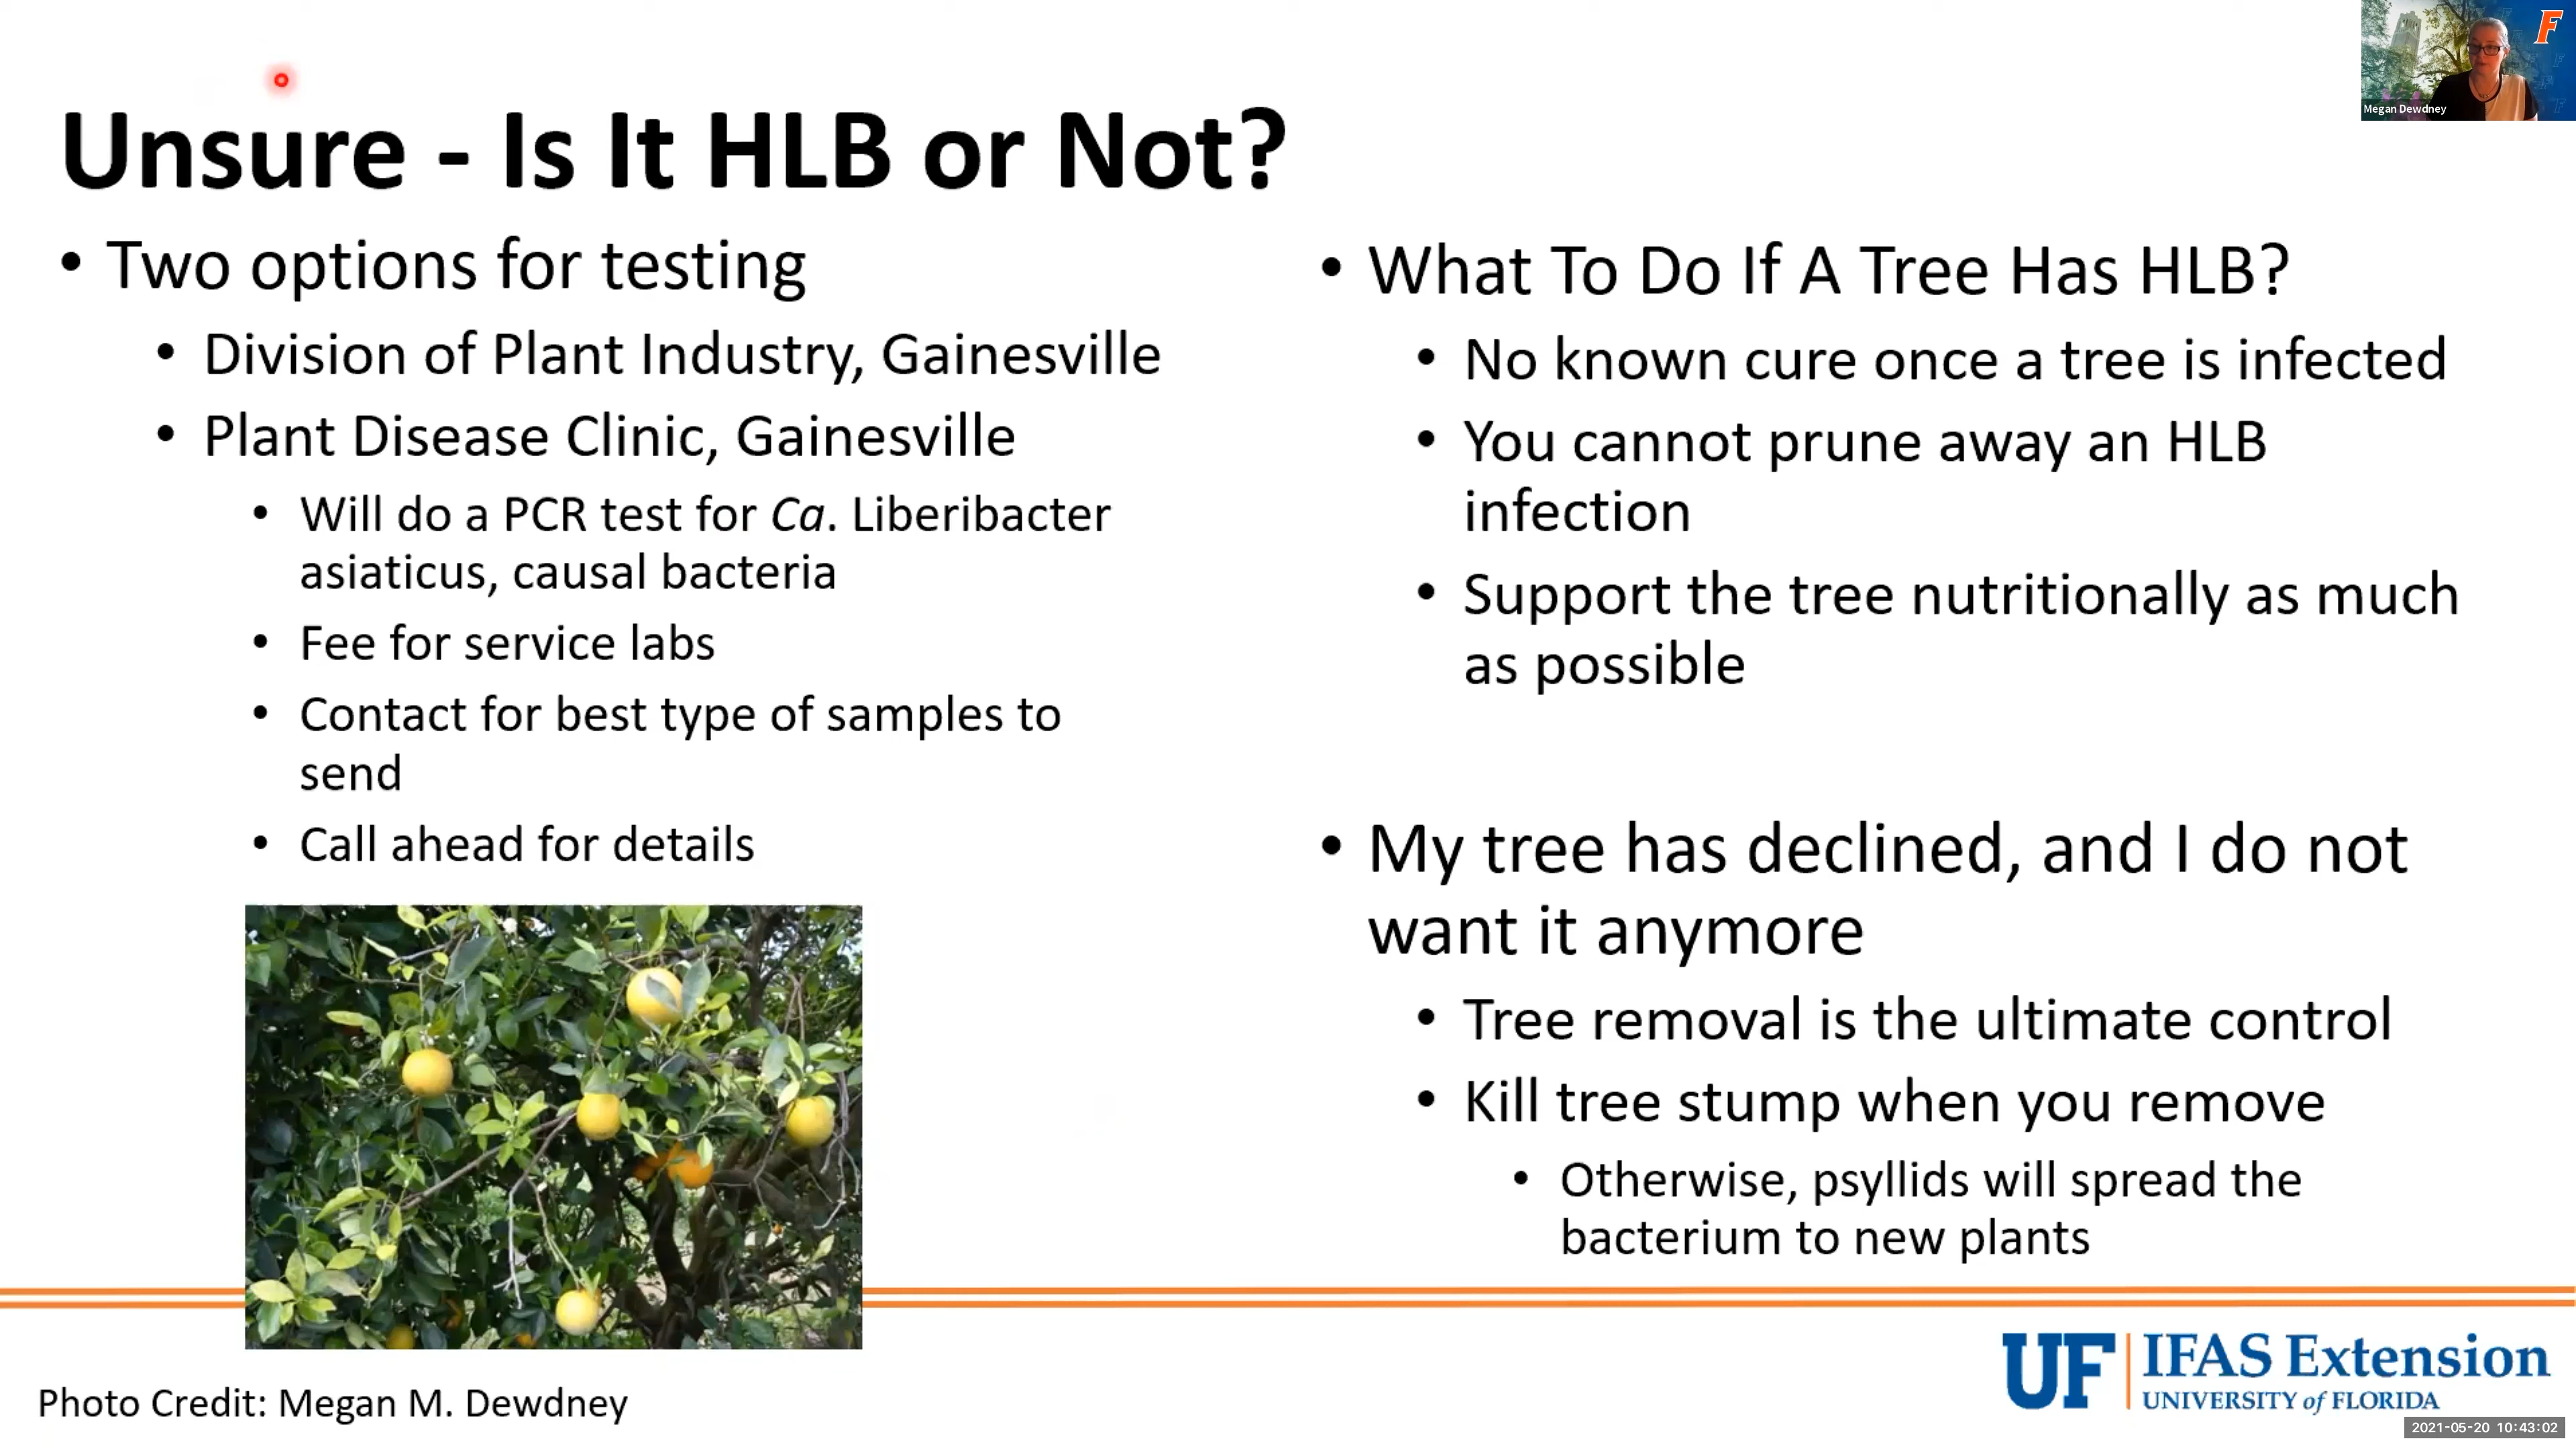 F
Megan Dewdney
Unsure - Is It HLB or Not?
• Two options for testing
• Division of Plant Industry, Gainesville
• Plant Disease Clinic, Gainesville
• Will do a PCR test for Ca. Liberibacter
asiaticus, causal bacteria
• Fee for service labs
• Contact for best type of samples to
send
• Call ahead for details
• What To Do If A Tree Has HLB?
• No known cure once a tree is infected
• You cannot prune away an HLB
infection
• Support the tree nutritionally as much
as possible
• My tree has declined, and I do not
want it anymore
• Tree removal is the ultimate control
• Kill tree stump when you remove
• Otherwise, psyllids will spread the
bacterium to new plants
Photo Credit: Megan M. Dewdney
UF IFAS Extension
UNIVERSITY of FLORIDA
2021-05-20 10:43:02